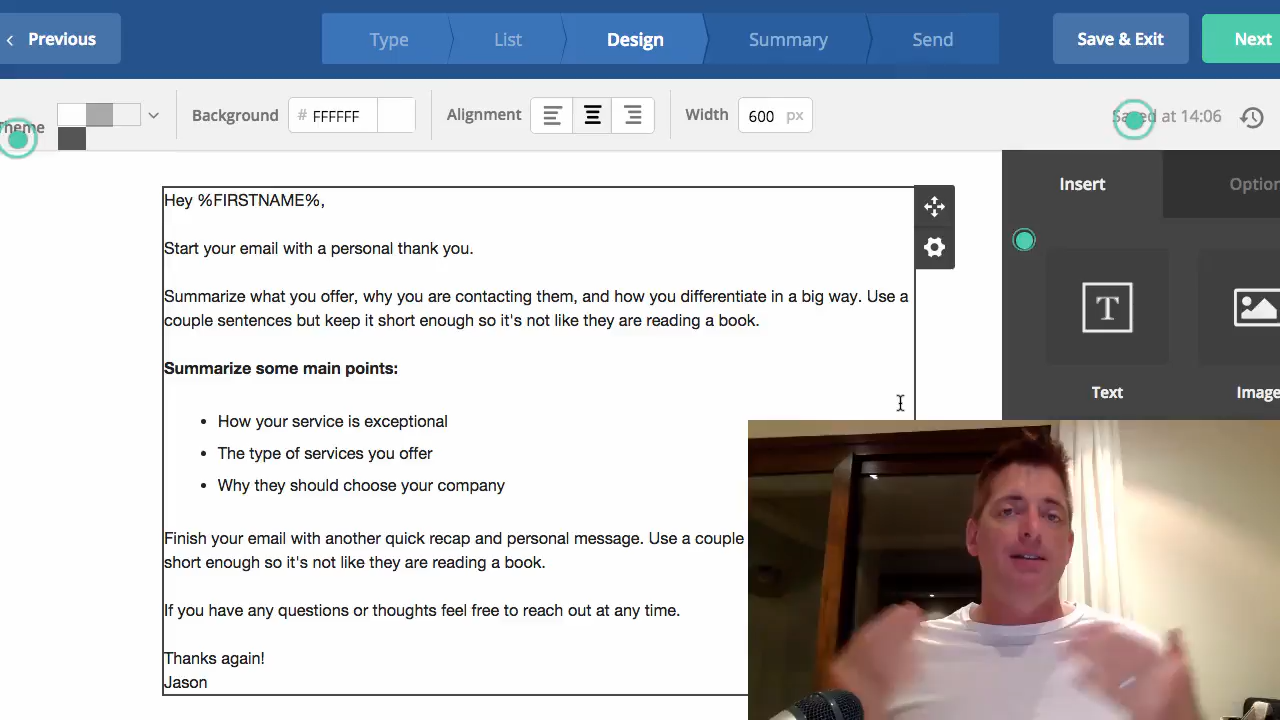 Previous
Type
List
Design
Summary
Send
Save & Exit
Next
Theme
Background
# FFFFFF
Alignment
Width
600 px
Saved at 14:06
Hey %FIRSTNAME%,
Start your email with a personal thank you.
Summarize what you offer, why you are contacting them, and how you differentiate in a big way. Use a
couple sentences but keep it short enough so it's not like they are reading a book.
Summarize some main points:
• How your service is exceptional
• The type of services you offer
• Why they should choose your company
Finish your email with another quick recap and personal message. Use a couple
short enough so it's not like they are reading a book.
If you have any questions or thoughts feel free to reach out at any time.
Thanks again!
Jason
Insert
Option
T
Text
Image